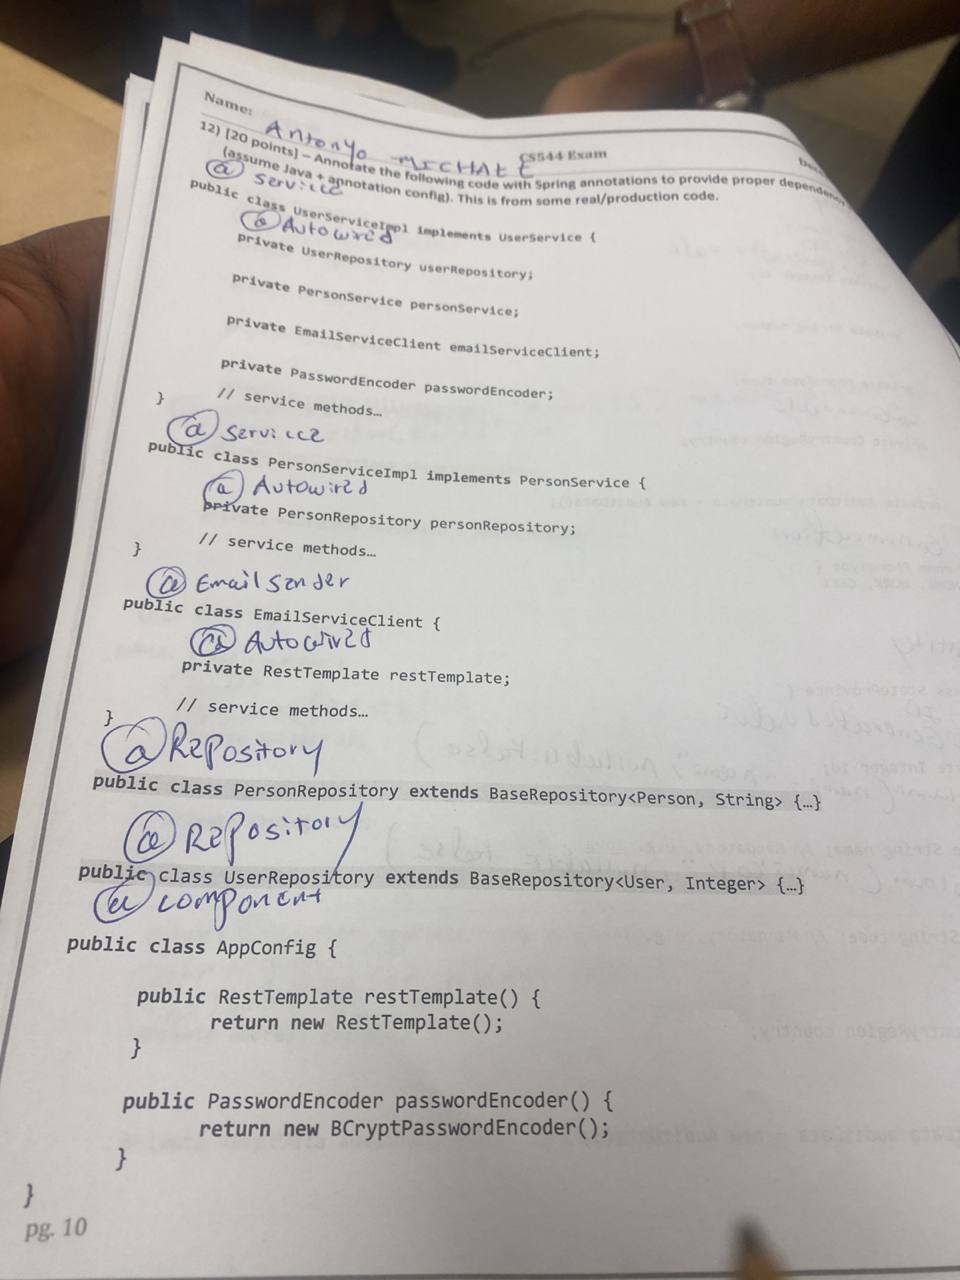 Name: Antonyo MICHAEL
CS544 Exam
12) [20 points] – Annotate the following code with Spring annotations to provide proper dependency
(assume Java + annotation config). This is from some real/production code.
@ Service
public class UserServiceImpl implements UserService {
@ Autowired
private UserRepository userRepository;
private PersonService personService;
private EmailServiceClient emailServiceClient;
private PasswordEncoder passwordEncoder;
// service methods…
}
@ Service
public class PersonServiceImpl implements PersonService {
@ Autowired
private PersonRepository personRepository;
// service methods…
}
@ Email sender
public class EmailServiceClient {
@ Autowired
private RestTemplate restTemplate;
// service methods…
}
@ Repository
public class PersonRepository extends BaseRepository<Person, String> {…}
@ Repository
public class UserRepository extends BaseRepository<User, Integer> {…}
@ component
public class AppConfig {
public RestTemplate restTemplate() {
return new RestTemplate();
}
public PasswordEncoder passwordEncoder() {
return new BCryptPasswordEncoder();
}
}
pg. 10